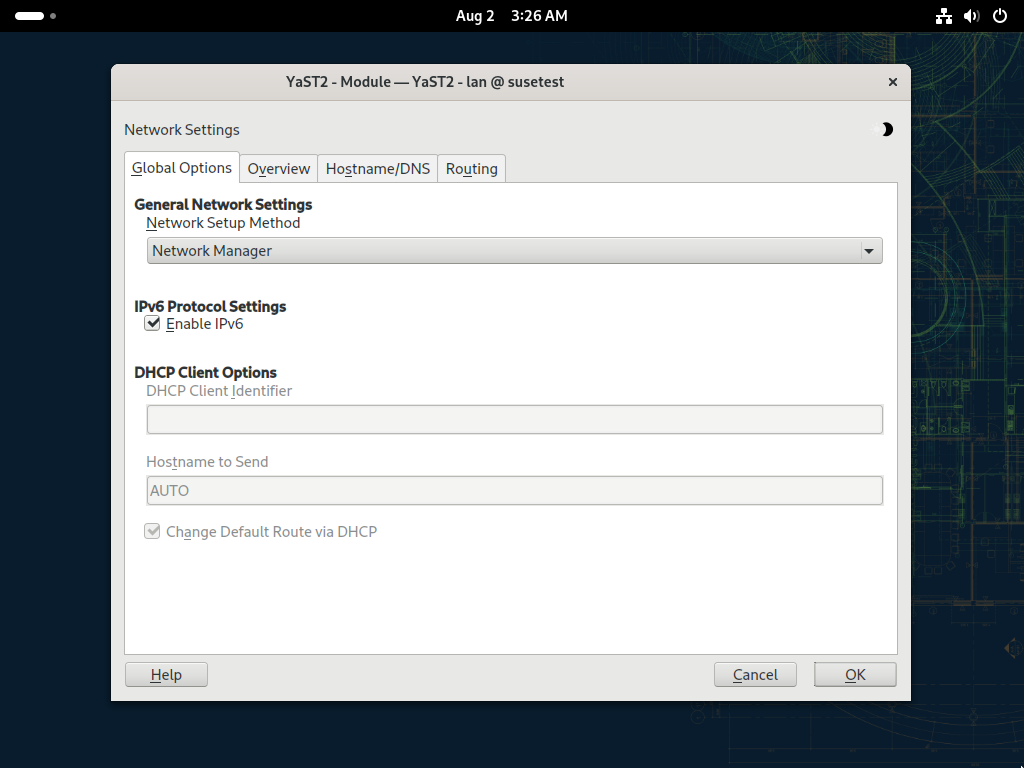 Aug 2 3:26 AM
YaST2 - Module — YaST2 - lan @ susetest
Network Settings
Global Options Overview Hostname/DNS Routing
General Network Settings
Network Setup Method
Network Manager
IPv6 Protocol Settings
Enable IPv6
DHCP Client Options
DHCP Client Identifier
Hostname to Send
AUTO
Change Default Route via DHCP
Help Cancel OK